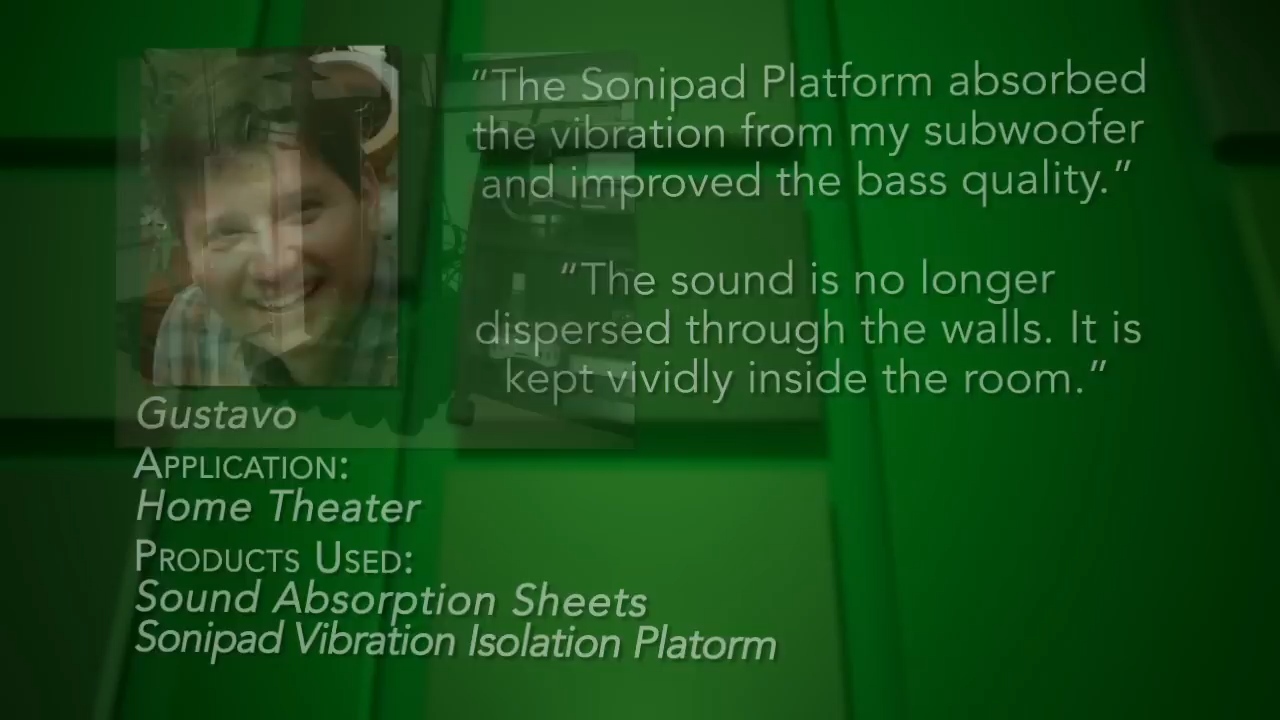 “The Sonipad Platform absorbed
the vibration from my subwoofer
and improved the bass quality.”
“The sound is no longer
dispersed through the walls. It is
kept vividly inside the room.”
Gustavo
APPLICATION:
Home Theater
PRODUCTS USED:
Sound Absorption Sheets
Sonipad Vibration Isolation Platorm